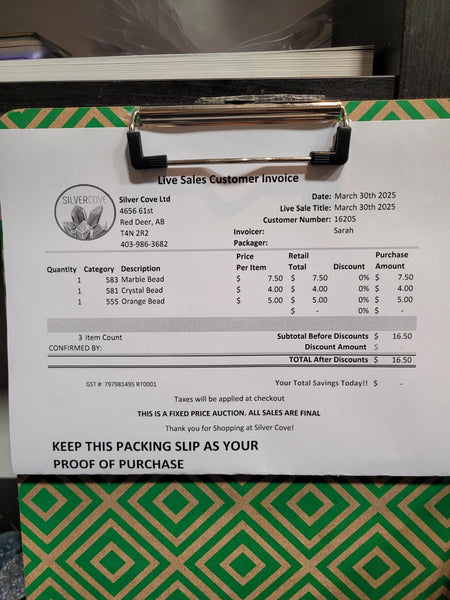 Live Sales Customer Invoice
SILVERCOVE
Silver Cove Ltd
4656 61st
Red Deer, AB
T4N 2R2
403-986-3682
Date: March 30th 2025
Live Sale Title: March 30th 2025
Customer Number: 16205
Invoicer: Sarah
Packager:
Quantity Category Description Price Per Item Retail Total Discount Purchase Amount
1 583 Marble Bead $ 7.50 $ 7.50 0% $ 7.50
1 581 Crystal Bead $ 4.00 $ 4.00 0% $ 4.00
1 555 Orange Bead $ 5.00 $ 5.00 0% $ 5.00
$ - 0% $ -
3 Item Count Subtotal Before Discounts $ 16.50
CONFIRMED BY: Discount Amount $ -
TOTAL After Discounts $ 16.50
GST #: 797981495 RT0001 Your Total Savings Today!! $ -
Taxes will be applied at checkout
THIS IS A FIXED PRICE AUCTION. ALL SALES ARE FINAL
Thank you for Shopping at Silver Cove!
KEEP THIS PACKING SLIP AS YOUR
PROOF OF PURCHASE